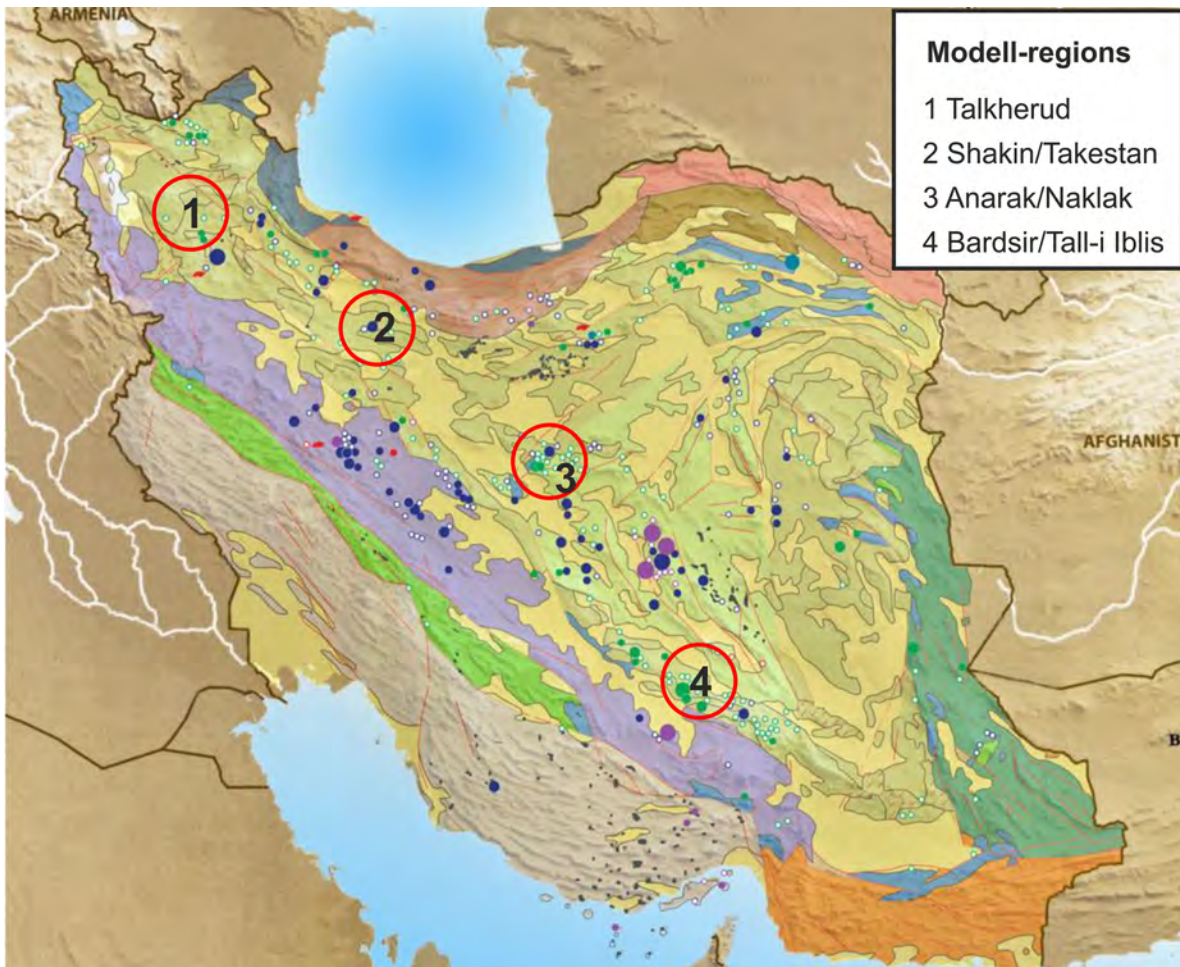 ARMENIA
Modell-regions
1 Talkherud
2 Shakin/Takestan
3 Anarak/Naklak
4 Bardsir/Tall-i Iblis
1
2
3
AFGHANIST
4
B